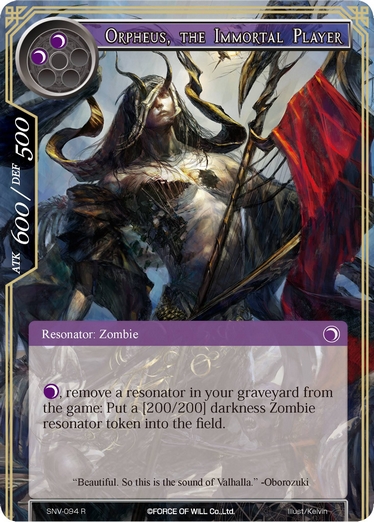 Orpheus, the Immortal Player
ATK 600 / DEF 500
Resonator: Zombie
, remove a resonator in your graveyard from
the game: Put a [200/200] darkness Zombie
resonator token into the field.
"Beautiful. So this is the sound of Valhalla." -Oborozuki
SNV-094 R ©FORCE OF WILL Co.,Ltd. Illust/Kelvin